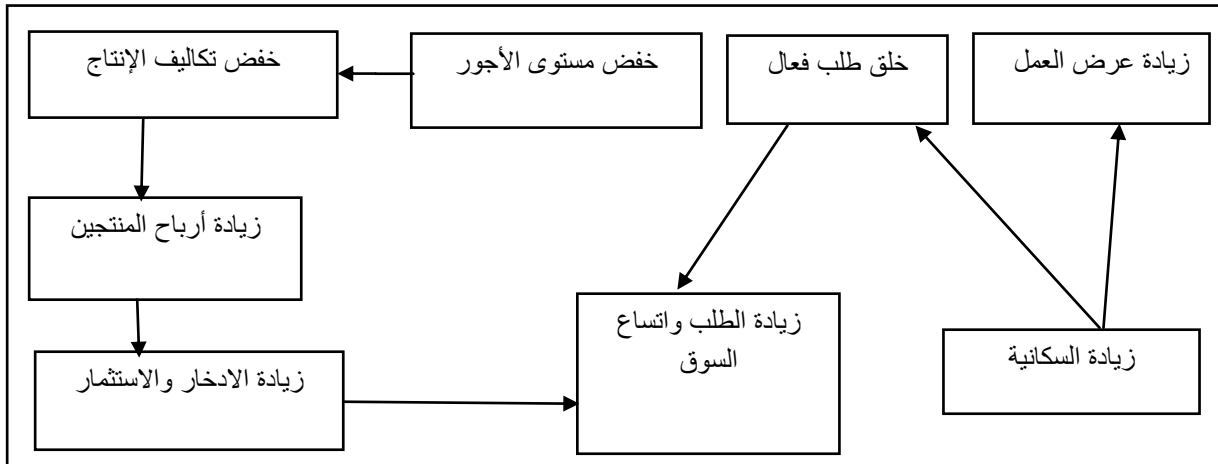 زيادة عرض العمل
خلق طلب فعال
خفض مستوى الأجور
خفض تكاليف الإنتاج
زيادة أرباح المنتجين
زيادة الطلب واتساع
السوق
زيادة السكانية
زيادة الادخار والاستثمار